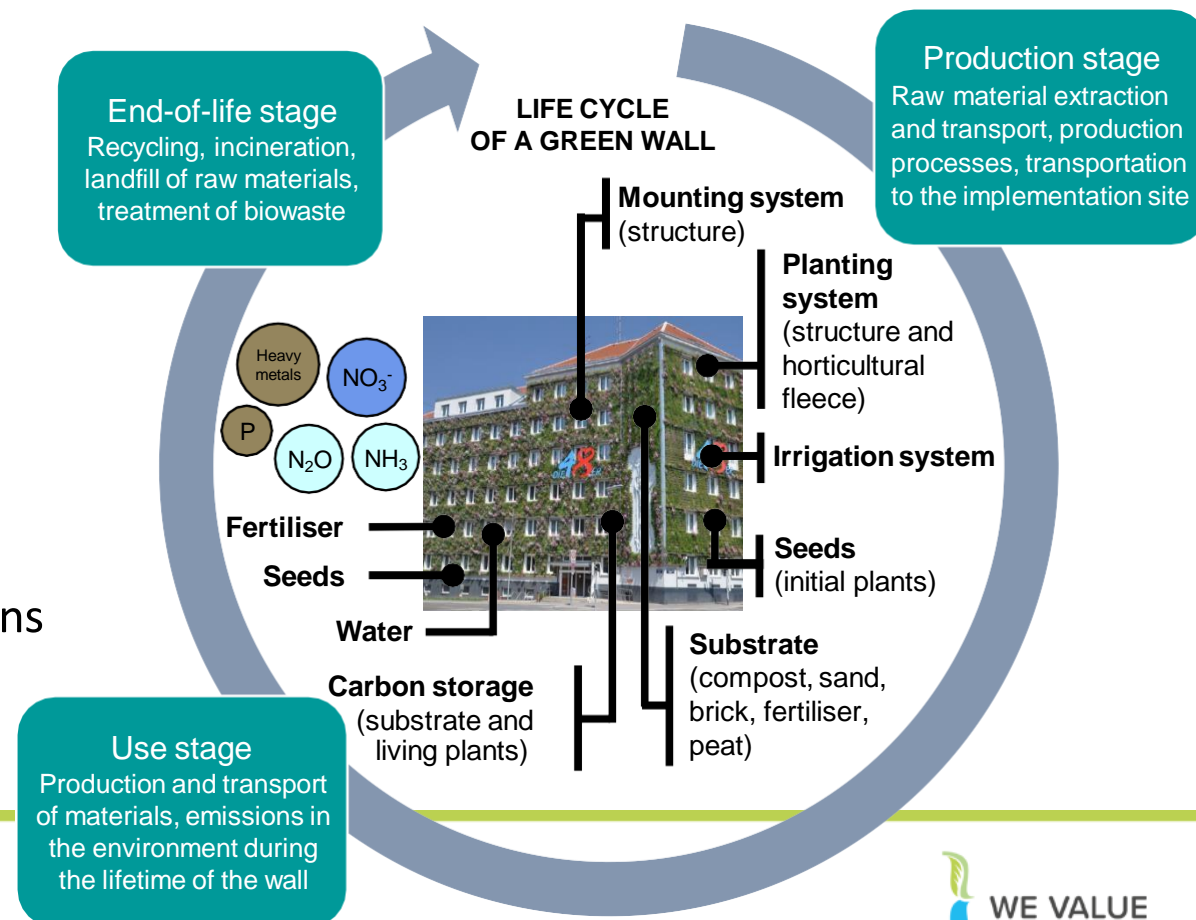 End-of-life stage
Recycling, incineration,
landfill of raw materials,
treatment of biowaste
LIFE CYCLE
OF A GREEN WALL
Production stage
Raw material extraction
and transport, production
processes, transportation
to the implementation site
Mounting system
(structure)
Planting
system
(structure and
horticultural
fleece)
Irrigation system
Seeds
(initial plants)
Substrate
(compost, sand,
brick, fertiliser,
peat)
Heavy
metals
NO₃⁻
P
N₂O
NH₃
48
Fertiliser
Seeds
Water
Carbon storage
(substrate and
living plants)
ns
Use stage
Production and transport
of materials, emissions in
the environment during
the lifetime of the wall
WE VALUE